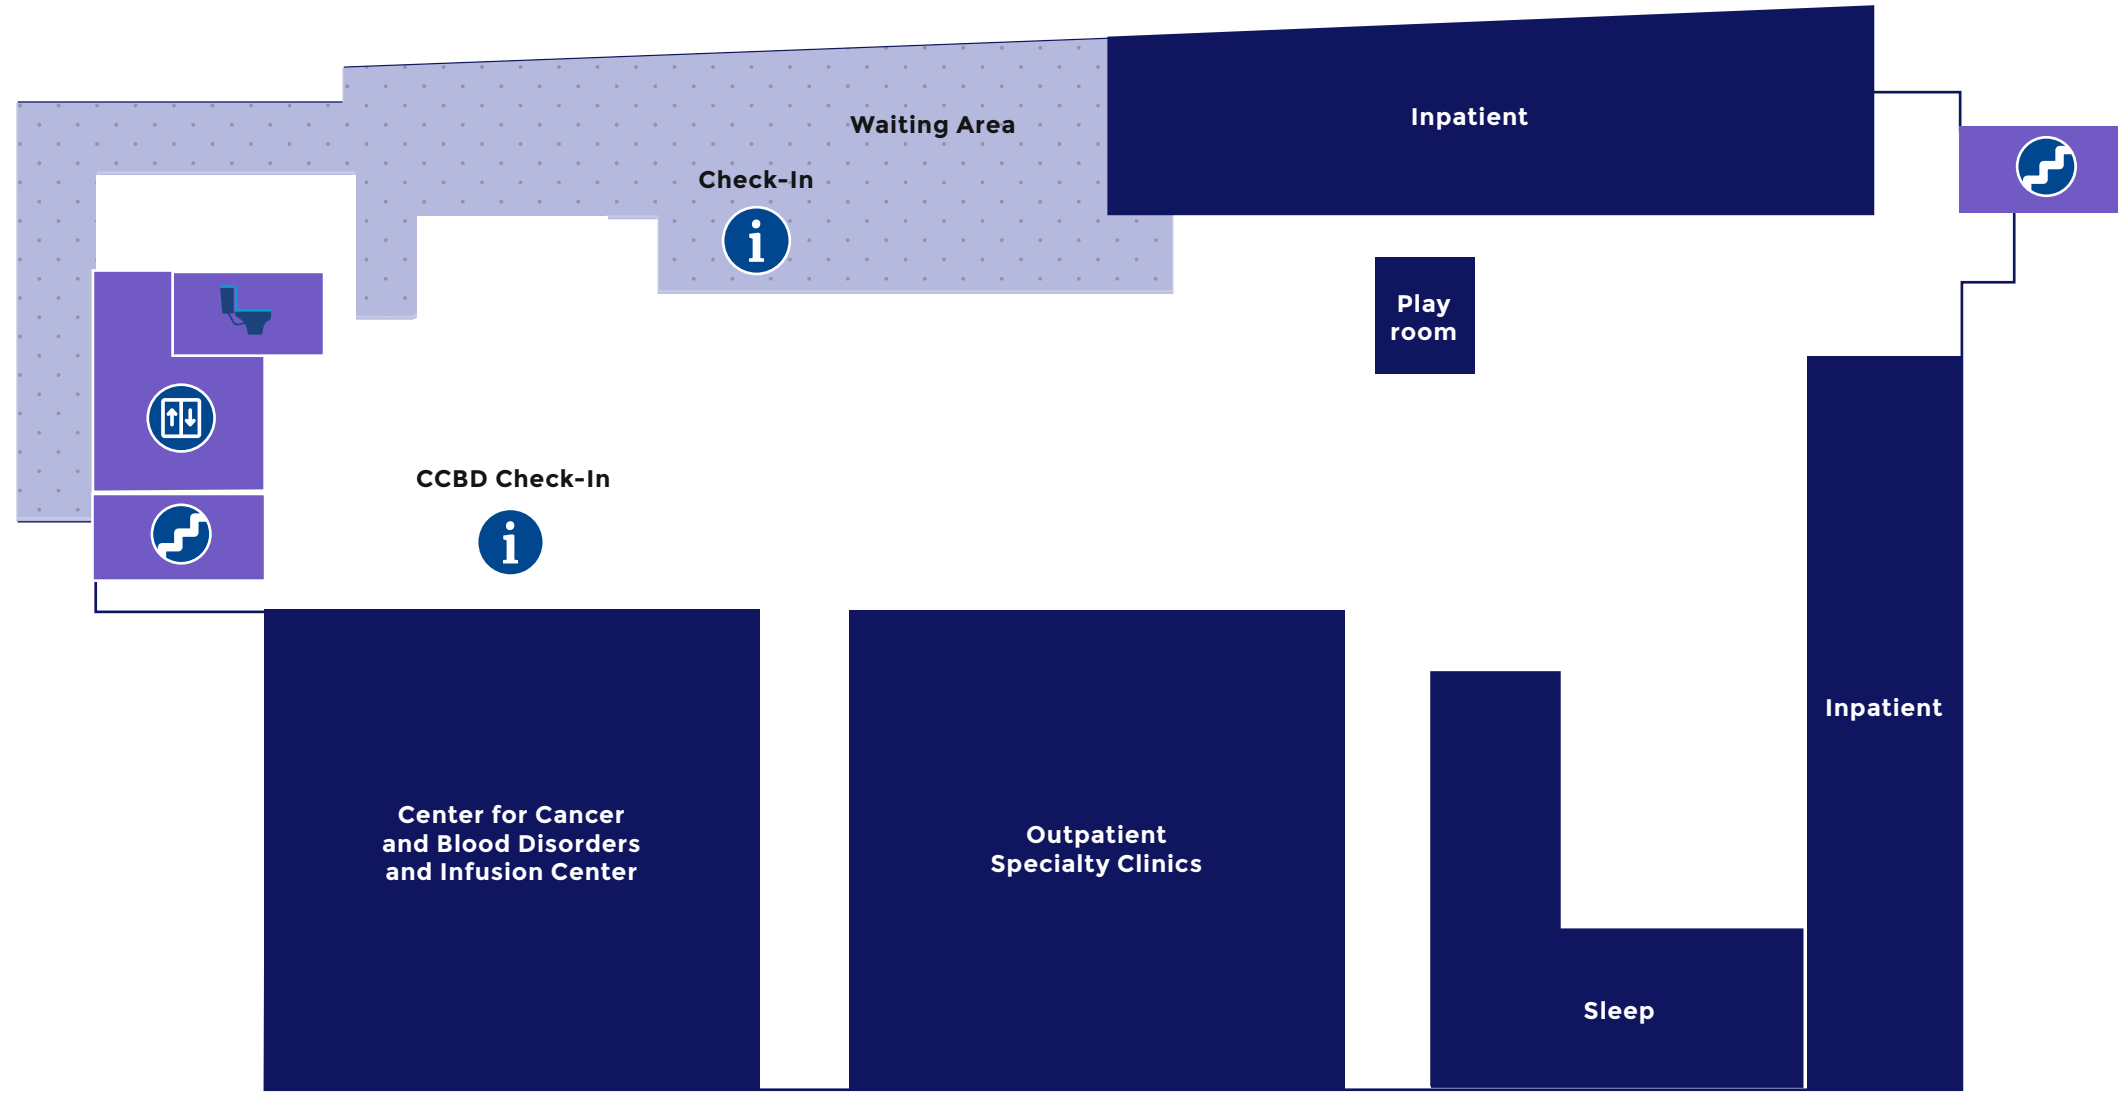 Waiting Area
Inpatient
Check-In
Play
room
CCBD Check-In
Inpatient
Center for Cancer
and Blood Disorders
and Infusion Center
Outpatient
Specialty Clinics
Sleep